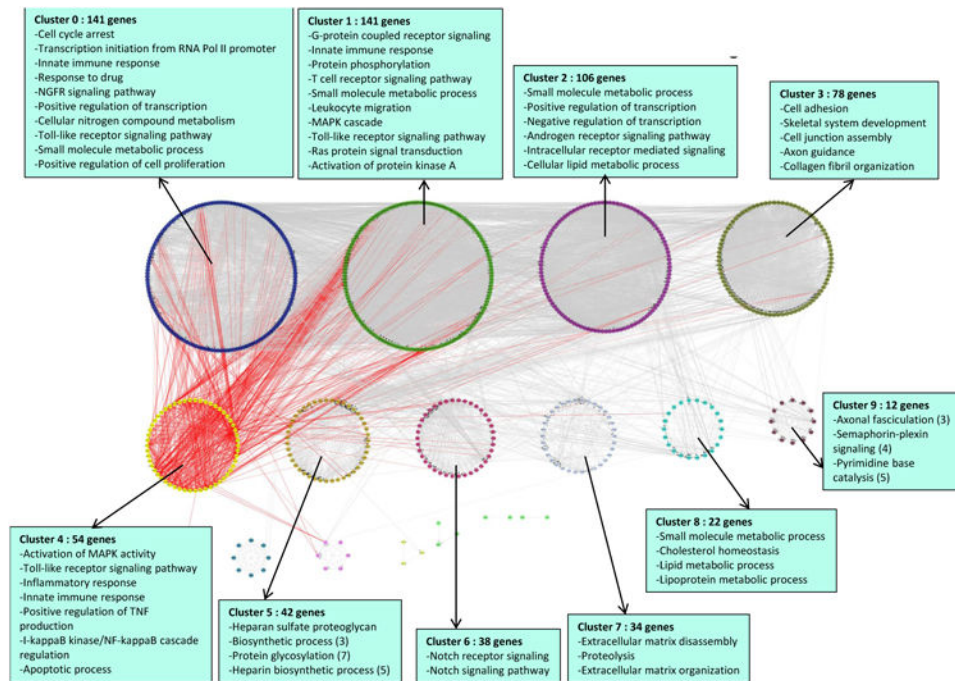 Cluster 0 : 141 genes
-Cell cycle arrest
-Transcription initiation from RNA Pol II promoter
-Innate immune response
-Response to drug
-NGFR signaling pathway
-Positive regulation of transcription
-Cellular nitrogen compound metabolism
-Toll-like receptor signaling pathway
-Small molecule metabolic process
-Positive regulation of cell proliferation
Cluster 1 : 141 genes
-G-protein coupled receptor signaling
-Innate immune response
-Protein phosphorylation
-T cell receptor signaling pathway
-Small molecule metabolic process
-Leukocyte migration
-MAPK cascade
-Toll-like receptor signaling pathway
-Ras protein signal transduction
-Activation of protein kinase A
Cluster 2 : 106 genes
-Small molecule metabolic process
-Positive regulation of transcription
-Negative regulation of transcription
-Androgen receptor signaling pathway
-Intracellular receptor mediated signaling
-Cellular lipid metabolic process
Cluster 3 : 78 genes
-Cell adhesion
-Skeletal system development
-Cell junction assembly
-Axon guidance
-Collagen fibril organization
Cluster 9 : 12 genes
-Axonal fasciculation (3)
-Semaphorin-plexin
signaling (4)
-Pyrimidine base
catalysis (5)
Cluster 4 : 54 genes
-Activation of MAPK activity
-Toll-like receptor signaling pathway
-Inflammatory response
-Innate immune response
-Positive regulation of TNF
production
-I-kappaB kinase/NF-kappaB cascade
regulation
-Apoptotic process
Cluster 5 : 42 genes
-Heparan sulfate proteoglycan
-Biosynthetic process (3)
-Protein glycosylation (7)
-Heparin biosynthetic process (5)
Cluster 6 : 38 genes
-Notch receptor signaling
-Notch signaling pathway
Cluster 7 : 34 genes
-Extracellular matrix disassembly
-Proteolysis
-Extracellular matrix organization
Cluster 8 : 22 genes
-Small molecule metabolic process
-Cholesterol homeostasis
-Lipid metabolic process
-Lipoprotein metabolic process